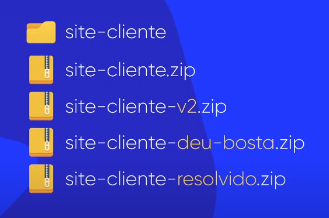 site-cliente
site-cliente.zip
site-cliente-v2.zip
site-cliente-deu-bosta.zip
site-cliente-resolvido.zip